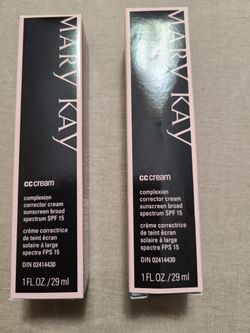 MARY KAY
cc cream
complexion
corrector cream
sunscreen broad
spectrum SPF 15
crème correctrice
de teint écran
solaire à large
spectre FPS 15
DIN 02414430
1 FL. OZ./29 ml
MARY KAY
cc cream
complexion
corrector cream
sunscreen broad
spectrum SPF 15
crème correctrice
de teint écran
solaire à large
spectre FPS 15
DIN 02414430
1 FL. OZ./29 ml